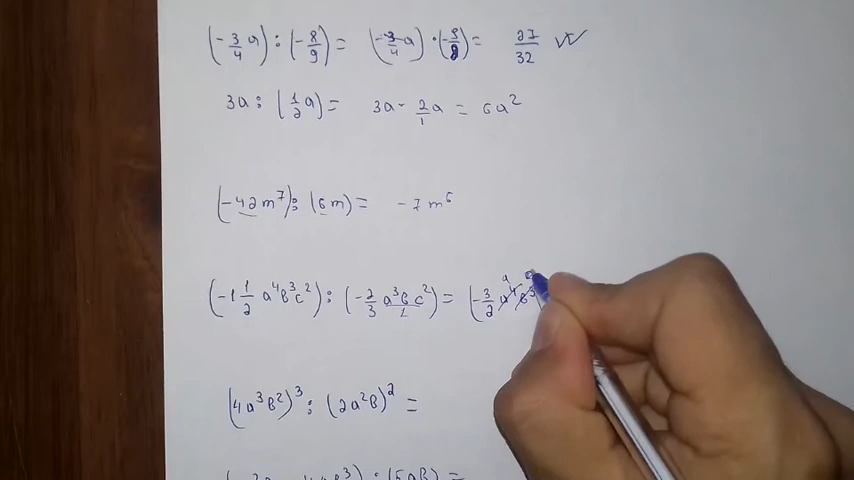 (-3/4 a) : (-8/9) = (-3/4 a) · (-9/8) = 27/32
3a : (1/2 a) = 3a - 2/1 a = 6a²
(-42m⁷) : (6m) = -7m⁶
(-1 1/2 a⁴b³c²) : (-2/3 a³bc²/1) = (-3/2 a⁴b³
(4a³b²)³ : (2a²b)² =